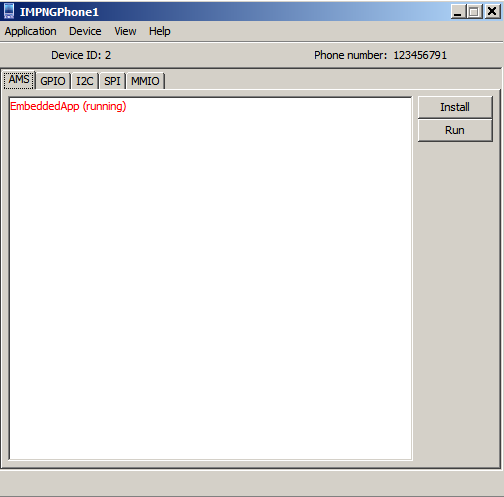 IMPNGPhone1
Application Device View Help
Device ID: 2 Phone number: 123456791
AMS GPIO I2C SPI MMIO
EmbeddedApp (running)
Install
Run